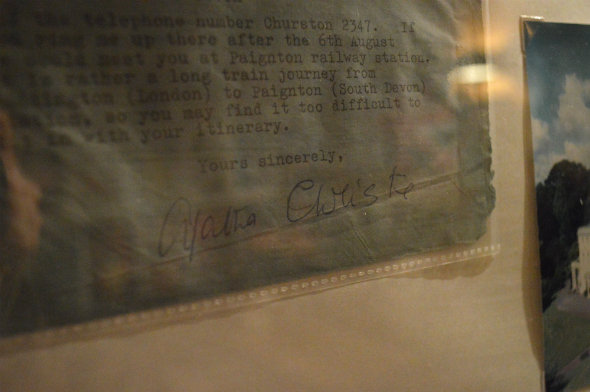 the telephone number Churston 2347. If
me up there after the 6th August
meet you at Paignton railway station.
is rather a long train journey from
(London) to Paignton (South Devon)
so you may find it too difficult to
in with your itinerary.
Yours sincerely,
Agatha Christie